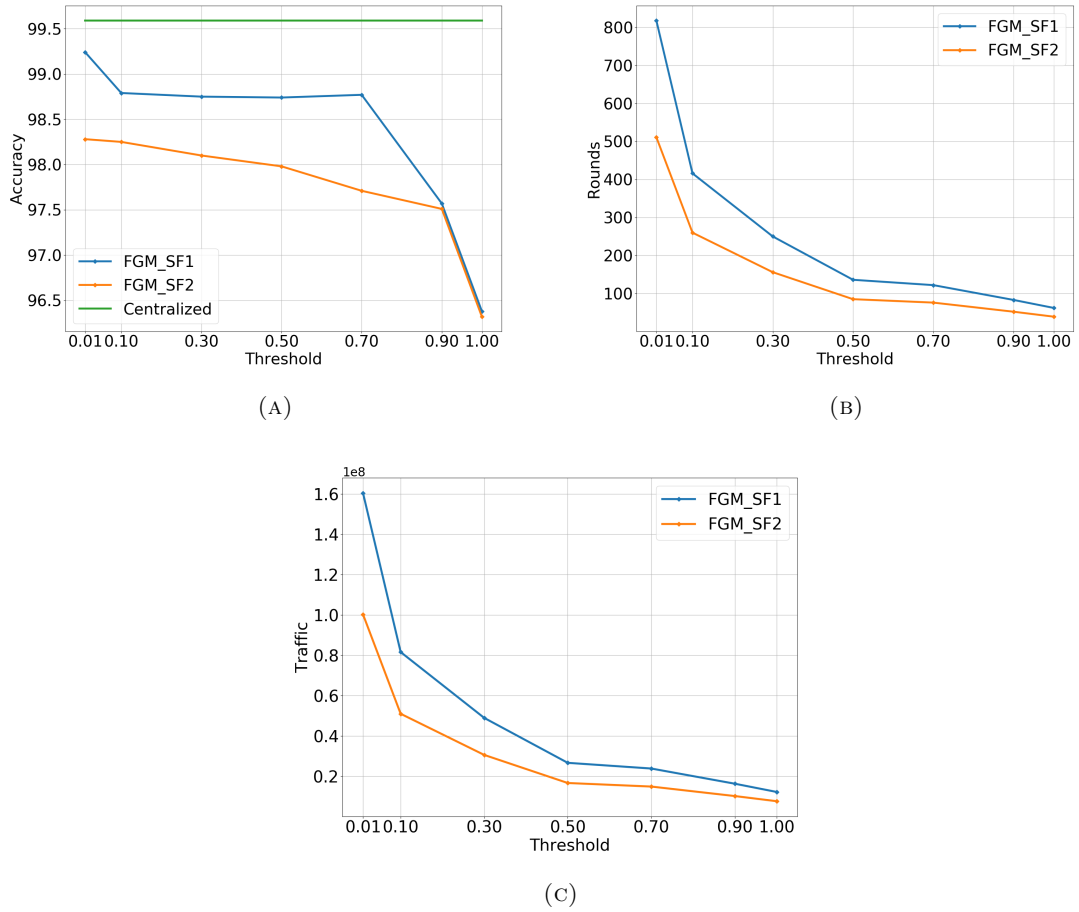 99.5
99.0
98.5
98.0
97.5
97.0
96.5
Accuracy
FGM_SF1
FGM_SF2
Centralized
0.01 0.10 0.30 0.50 0.70 0.90 1.00
Threshold
(A)
800
700
600
500
400
300
200
100
Rounds
FGM_SF1
FGM_SF2
0.01 0.10 0.30 0.50 0.70 0.90 1.00
Threshold
(B)
1e8
1.6
1.4
1.2
1.0
0.8
0.6
0.4
0.2
Traffic
FGM_SF1
FGM_SF2
0.01 0.10 0.30 0.50 0.70 0.90 1.00
Threshold
(C)